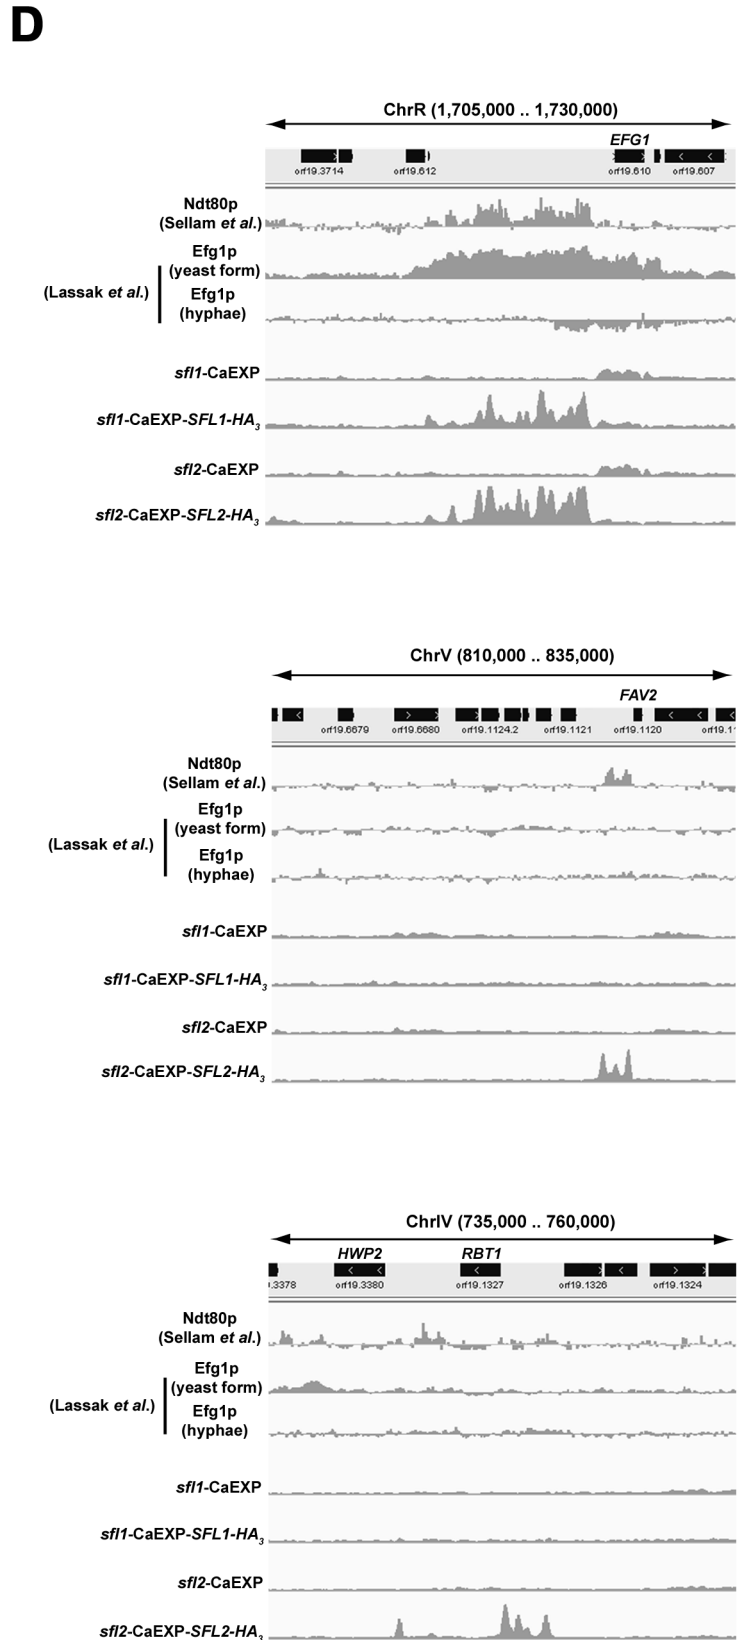 D
ChrR (1,705,000 .. 1,730,000)
EFG1
orf19.3714 orf19.612 orf19.610 orf19.607
Ndt80p
(Sellam et al.)
Efg1p
(yeast form)
(Lassak et al.)
Efg1p
(hyphae)
sfl1-CaEXP
sfl1-CaEXP-SFL1-HA3
sfl2-CaEXP
sfl2-CaEXP-SFL2-HA3
ChrV (810,000 .. 835,000)
FAV2
orf19.6679 orf19.6680 orf19.1124.2 orf19.1121 orf19.1120 orf19.11
Ndt80p
(Sellam et al.)
Efg1p
(yeast form)
(Lassak et al.)
Efg1p
(hyphae)
sfl1-CaEXP
sfl1-CaEXP-SFL1-HA3
sfl2-CaEXP
sfl2-CaEXP-SFL2-HA3
ChrIV (735,000 .. 760,000)
HWP2 RBT1
.3378 orf19.3380 orf19.1327 orf19.1326 orf19.1324
Ndt80p
(Sellam et al.)
Efg1p
(yeast form)
(Lassak et al.)
Efg1p
(hyphae)
sfl1-CaEXP
sfl1-CaEXP-SFL1-HA3
sfl2-CaEXP
sfl2-CaEXP-SFL2-HA3